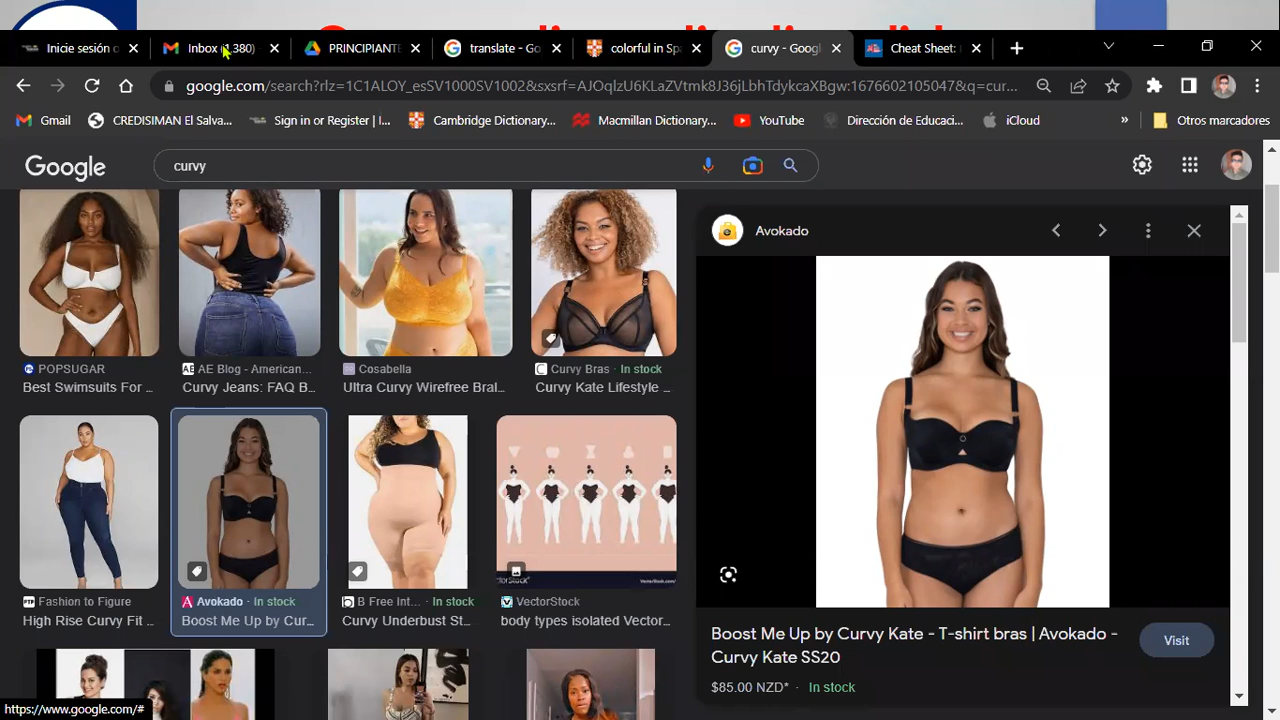 Inicie sesión o
Inbox (
380)
PRINCIPIANTE
translate - Go
colorful in Spa
curvy - Googl
Cheat Sheet:
google.com/search?rlz=1C1ALOY_esSV1000SV1002&sxsrf=AJOqlzU6KLaZVtmk8J36jLbhTdykcaXBgw:1676602105047&q=cur...
Gmail
CREDISIMAN El Salva...
Sign in or Register | I...
Cambridge Dictionary...
Macmillan Dictionary...
YouTube
Dirección de Educaci...
iCloud
»
Otros marcadores
Google
curvy
POPSUGAR
Best Swimsuits For ...
AE Blog - American...
Curvy Jeans: FAQ B...
Cosabella
Ultra Curvy Wirefree Bral...
Curvy Bras · In stock
Curvy Kate Lifestyle ...
Avokado
Fashion to Figure
High Rise Curvy Fit ...
Avokado · In stock
Boost Me Up by Cur...
B Free Int... · In stock
Curvy Underbust St...
VectorStock
body types isolated Vector...
Boost Me Up by Curvy Kate - T-shirt bras | Avokado -
Curvy Kate SS20
Visit
$85.00 NZD* · In stock
https://www.google.com/#